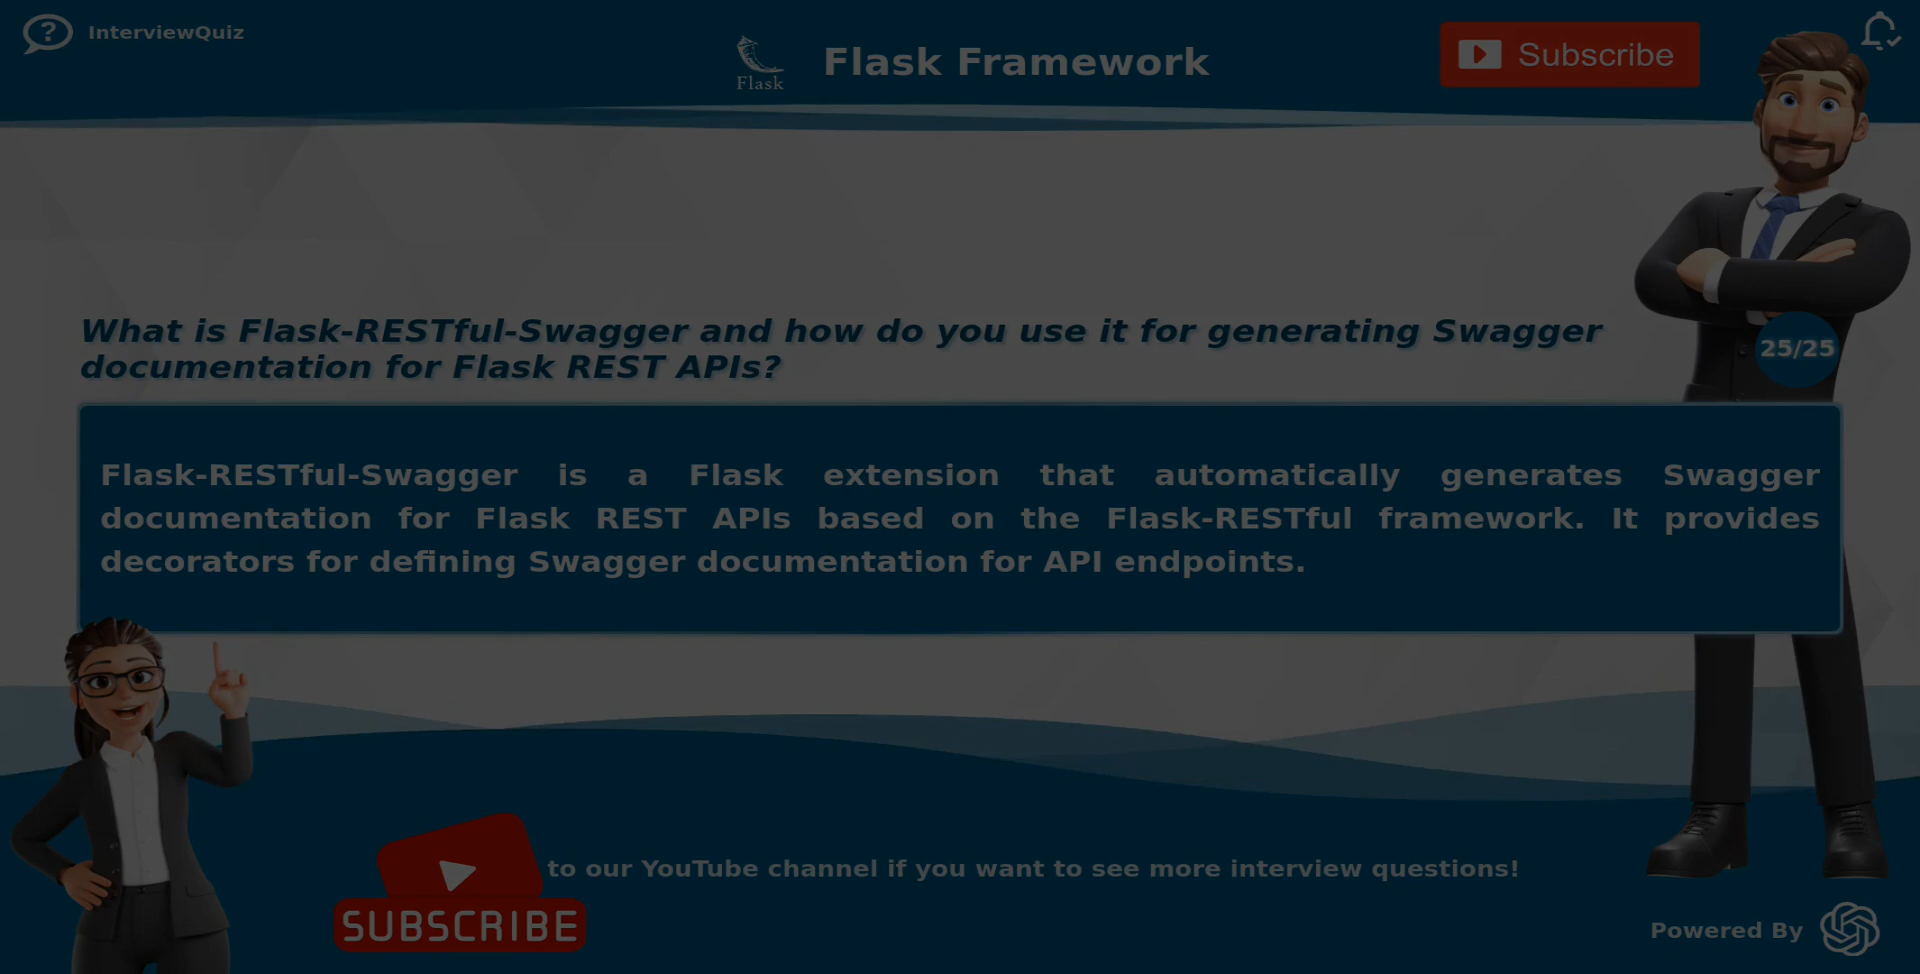 InterviewQuiz
Flask
Flask Framework
Subscribe
What is Flask-RESTful-Swagger and how do you use it for generating Swagger
documentation for Flask REST APIs?
25/25
Flask-RESTful-Swagger is a Flask extension that automatically generates Swagger
documentation for Flask REST APIs based on the Flask-RESTful framework. It provides
decorators for defining Swagger documentation for API endpoints.
to our YouTube channel if you want to see more interview questions!
SUBSCRIBE
Powered By